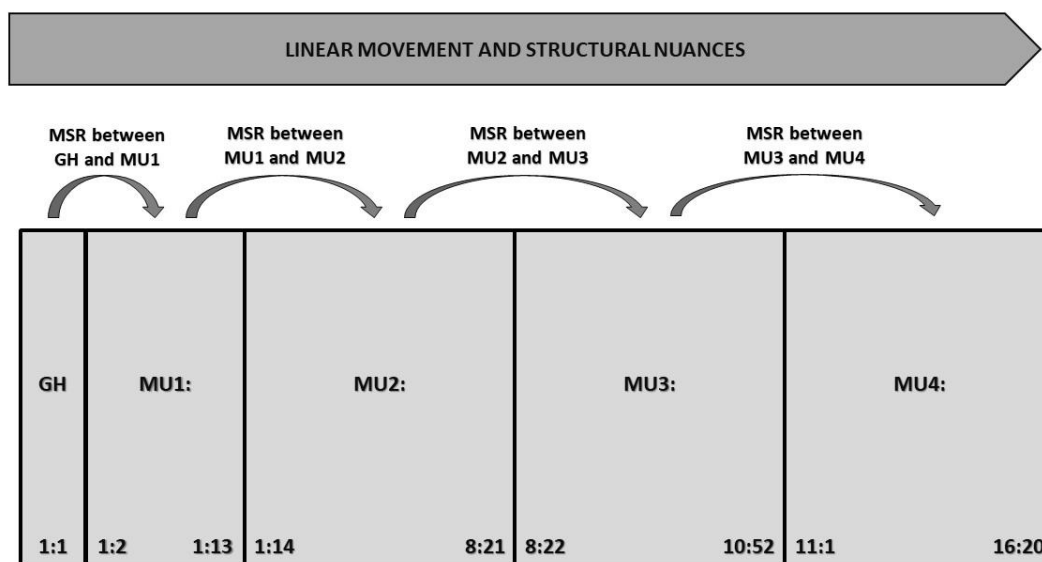 LINEAR MOVEMENT AND STRUCTURAL NUANCES
MSR between
GH and MU1
MSR between
MU1 and MU2
MSR between
MU2 and MU3
MSR between
MU3 and MU4
GH
MU1:
MU2:
MU3:
MU4:
1:1
1:2
1:13
1:14
8:21
8:22
10:52
11:1
16:20